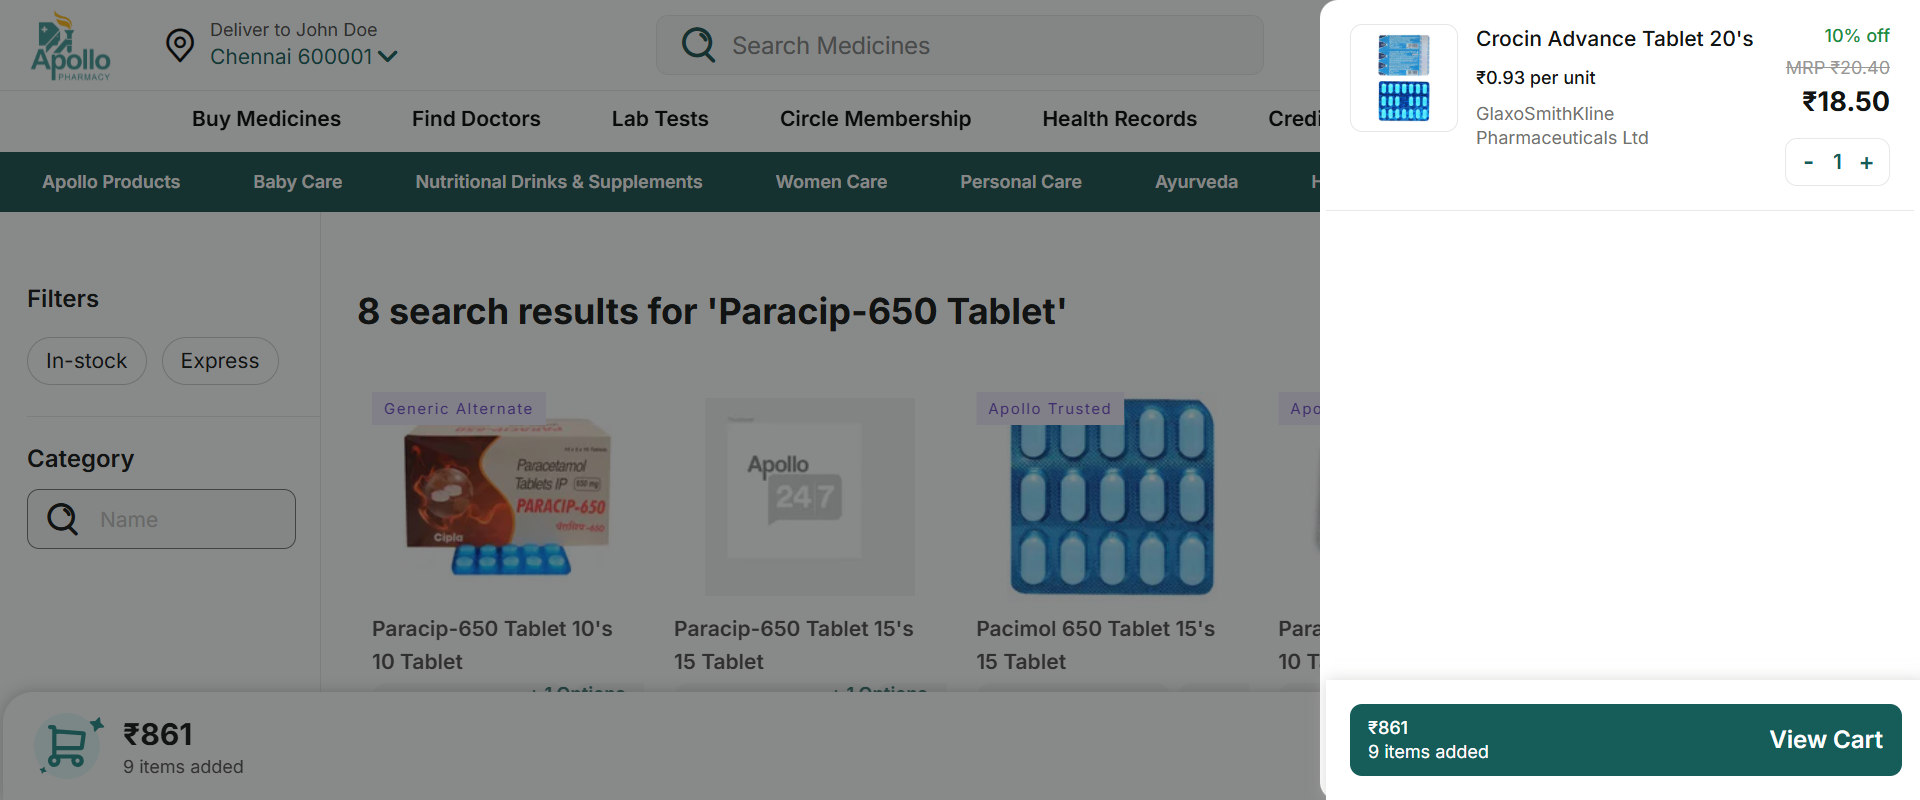 Apollo
PHARMACY
Deliver to John Doe
Chennai 600001
Search Medicines
Buy Medicines
Find Doctors
Lab Tests
Circle Membership
Health Records
Credi
Apollo Products
Baby Care
Nutritional Drinks & Supplements
Women Care
Personal Care
Ayurveda
H
Filters
In-stock
Express
Category
Name
8 search results for 'Paracip-650 Tablet'
Generic Alternate
Paracetamol
Tablets IP
PARACIP-650
Cipla
Paracip-650 Tablet 10's
10 Tablet
+ 1 Options
Apollo
24|7
Paracip-650 Tablet 15's
15 Tablet
+ 1 Options
Apollo Trusted
Pacimol 650 Tablet 15's
15 Tablet
Apo
Para
10 T
₹861
9 items added
Crocin Advance Tablet 20's
₹0.93 per unit
GlaxoSmithKline
Pharmaceuticals Ltd
10% off
MRP ₹20.40
₹18.50
- 1 +
₹861
9 items added
View Cart